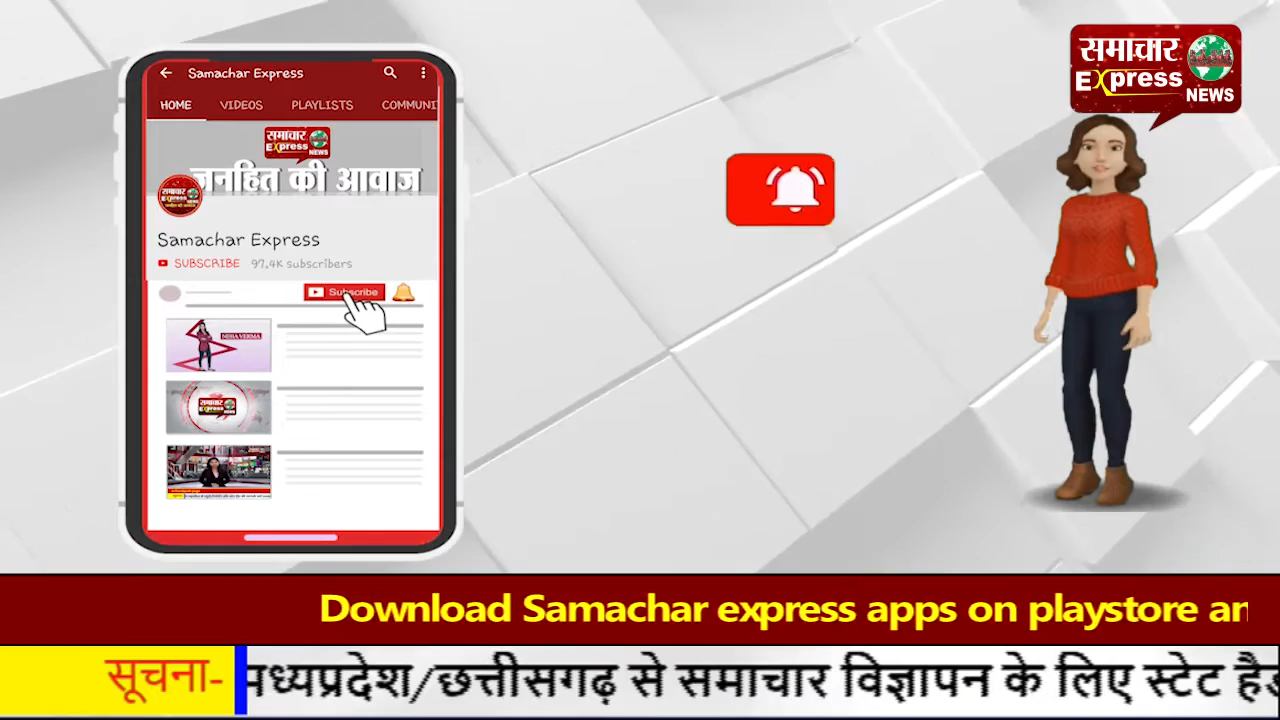 Samachar Express
HOME VIDEOS PLAYLISTS COMMUNI
समाचार
Express
NEWS
जनहित की आवाज
Samachar Express
SUBSCRIBE 97.4K subscribers
Subscribe
समाचार
Express
NEWS
Download Samachar express apps on playstore an
सूचना- मध्यप्रदेश/छत्तीसगढ़ से समाचार विज्ञापन के लिए स्टेट हैड